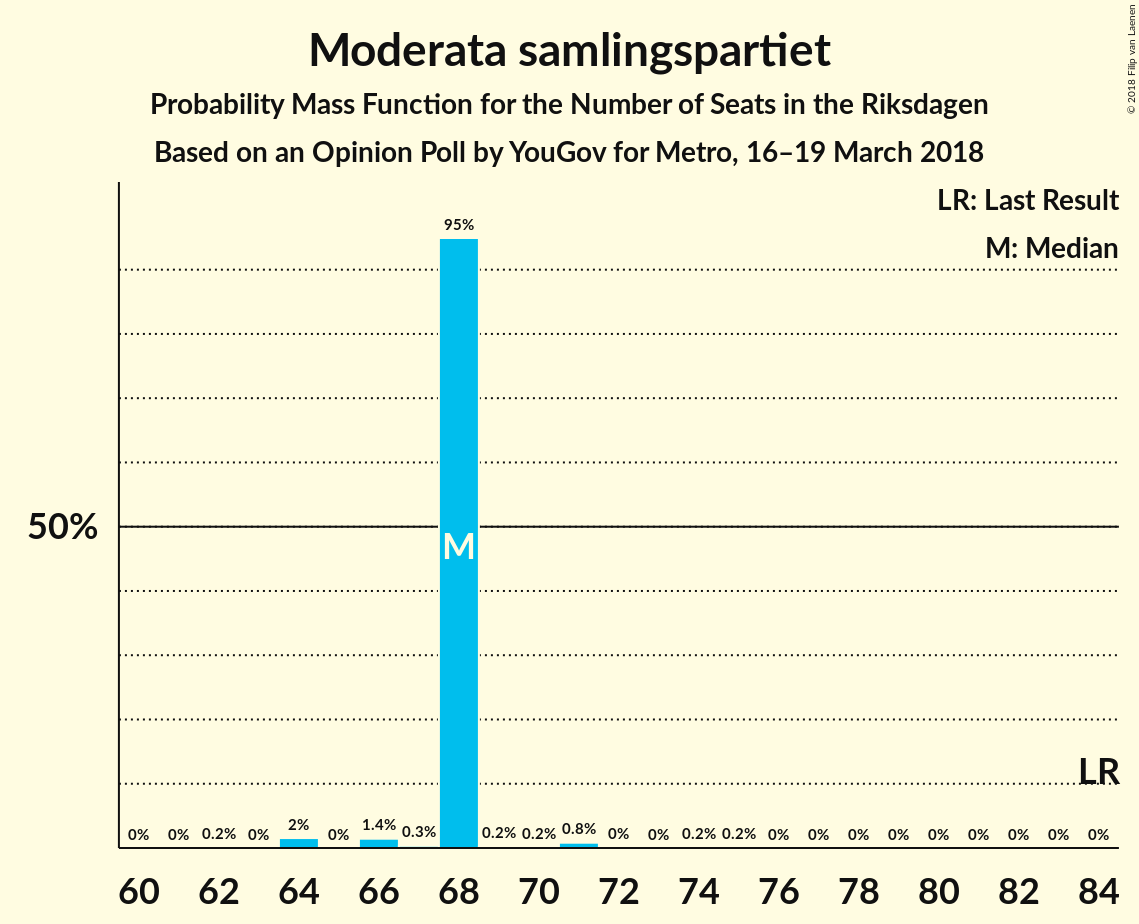 Moderata samlingspartiet
Probability Mass Function for the Number of Seats in the Riksdagen
Based on an Opinion Poll by YouGov for Metro, 16–19 March 2018
© 2018 Filip van Laenen
LR: Last Result
M: Median
95%
50%
M
LR
0% 0% 0.2% 0% 2% 0% 1.4% 0.3% 0.2% 0.2% 0.8% 0% 0% 0.2% 0.2% 0% 0% 0% 0% 0% 0% 0% 0% 0%
60 62 64 66 68 70 72 74 76 78 80 82 84